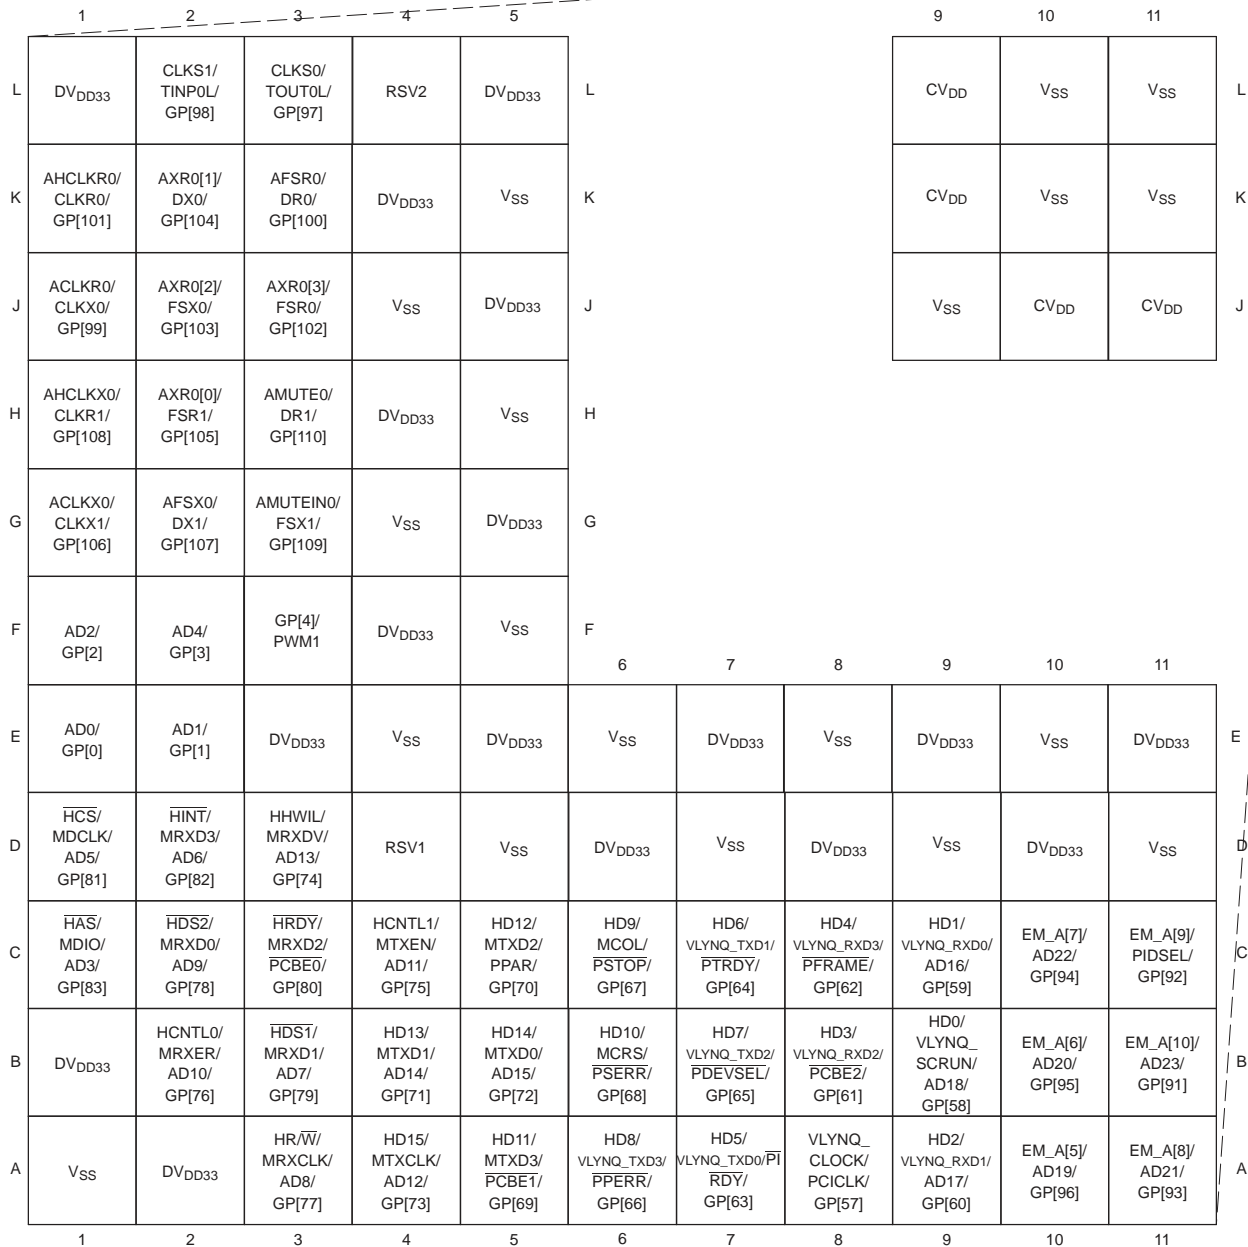 1 2 3 4 5 9 10 11
L DVDD33 CLKS1/ TINP0L/ GP[98] CLKS0/ TOUT0L/ GP[97] RSV2 DVDD33 L CVDD VSS VSS L
K AHCLKR0/ CLKR0/ GP[101] AXR0[1]/ DX0/ GP[104] AFSR0/ DR0/ GP[100] DVDD33 VSS K CVDD VSS VSS K
J ACLKR0/ CLKX0/ GP[99] AXR0[2]/ FSX0/ GP[103] AXR0[3]/ FSR0/ GP[102] VSS DVDD33 J VSS CVDD CVDD J
H AHCLKX0/ CLKR1/ GP[108] AXR0[0]/ FSR1/ GP[105] AMUTE0/ DR1/ GP[110] DVDD33 VSS H
G ACLKX0/ CLKX1/ GP[106] AFSX0/ DX1/ GP[107] AMUTEIN0/ FSX1/ GP[109] VSS DVDD33 G
F AD2/ GP[2] AD4/ GP[3] GP[4]/ PWM1 DVDD33 VSS F
6 7 8 9 10 11
E AD0/ GP[0] AD1/ GP[1] DVDD33 VSS DVDD33 VSS DVDD33 VSS DVDD33 VSS DVDD33 E
D HCS/ MDCLK/ AD5/ GP[81] HINT/ MRXD3/ AD6/ GP[82] HHWIL/ MRXDV/ AD13/ GP[74] RSV1 VSS DVDD33 VSS DVDD33 VSS DVDD33 VSS D
C HAS/ MDIO/ AD3/ GP[83] HDS2/ MRXD0/ AD9/ GP[78] HRDY/ MRXD2/ PCBE0/ GP[80] HCNTL1/ MTXEN/ AD11/ GP[75] HD12/ MTXD2/ PPAR/ GP[70] HD9/ MCOL/ PSTOP/ GP[67] HD6/ VLYNQ_TXD1/ PTRDY/ GP[64] HD4/ VLYNQ_RXD3/ PFRAME/ GP[62] HD1/ VLYNQ_RXD0/ AD16/ GP[59] EM_A[7]/ AD22/ GP[94] EM_A[9]/ PIDSEL/ GP[92] C
B DVDD33 HCNTL0/ MRXER/ AD10/ GP[76] HDS1/ MRXD1/ AD7/ GP[79] HD13/ MTXD1/ AD14/ GP[71] HD14/ MTXD0/ AD15/ GP[72] HD10/ MCRS/ PSERR/ GP[68] HD7/ VLYNQ_TXD2/ PDEVSEL/ GP[65] HD3/ VLYNQ_RXD2/ PCBE2/ GP[61] HD0/ VLYNQ_ SCRUN/ AD18/ GP[58] EM_A[6]/ AD20/ GP[95] EM_A[10]/ AD23/ GP[91] B
A VSS DVDD33 HR/W/ MRXCLK/ AD8/ GP[77] HD15/ MTXCLK/ AD12/ GP[73] HD11/ MTXD3/ PCBE1/ GP[69] HD8/ VLYNQ_TXD3/ PPERR/ GP[66] HD5/ VLYNQ_TXD0/PI RDY/ GP[63] VLYNQ_ CLOCK/ PCICLK/ GP[57] HD2/ VLYNQ_RXD1/ AD17/ GP[60] EM_A[5]/ AD19/ GP[96] EM_A[8]/ AD21/ GP[93] A
1 2 3 4 5 6 7 8 9 10 11